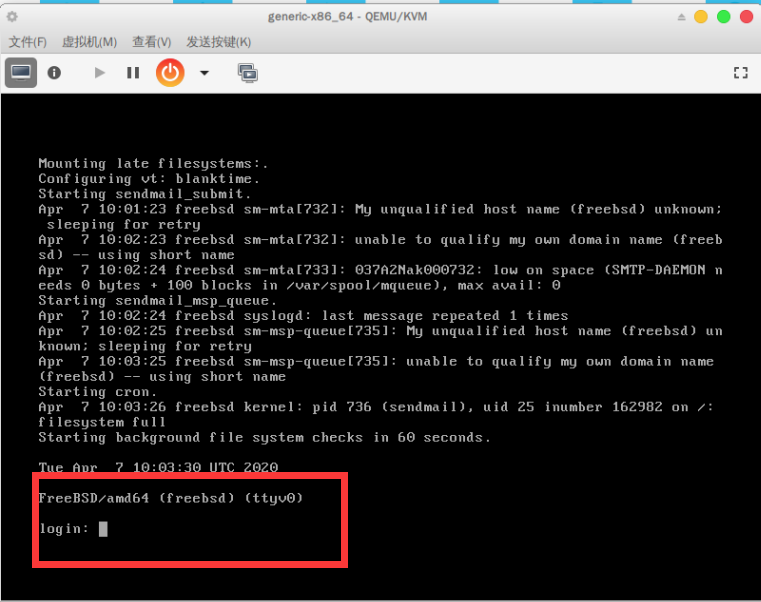 generic-x86_64 - QEMU/KVM
文件(F) 虚拟机(M) 查看(V) 发送按键(K)
Mounting late filesystems:.
Configuring vt: blanktime.
Starting sendmail_submit.
Apr  7 10:01:23 freebsd sm-mta[732]: My unqualified host name (freebsd) unknown;
 sleeping for retry
Apr  7 10:02:23 freebsd sm-mta[732]: unable to qualify my own domain name (freeb
sd) -- using short name
Apr  7 10:02:24 freebsd sm-mta[733]: 037A2Nak000732: low on space (SMTP-DAEMON n
eeds 0 bytes + 100 blocks in /var/spool/mqueue), max avail: 0
Starting sendmail_msp_queue.
Apr  7 10:02:24 freebsd syslogd: last message repeated 1 times
Apr  7 10:02:25 freebsd sm-msp-queue[735]: My unqualified host name (freebsd) un
known; sleeping for retry
Apr  7 10:03:25 freebsd sm-msp-queue[735]: unable to qualify my own domain name
(freebsd) -- using short name
Starting cron.
Apr  7 10:03:26 freebsd kernel: pid 736 (sendmail), uid 25 inumber 162982 on /:
filesystem full
Starting background file system checks in 60 seconds.
Tue Apr  7 10:03:30 UTC 2020
FreeBSD/amd64 (freebsd) (ttyv0)
login: